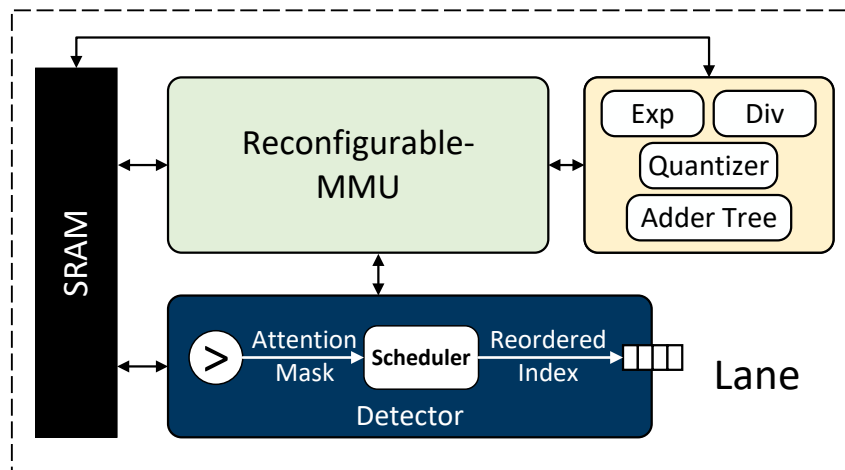 SRAM
Reconfigurable-
MMU
Exp
Div
Quantizer
Adder Tree
>
Attention
Mask
Scheduler
Reordered
Index
Detector
Lane